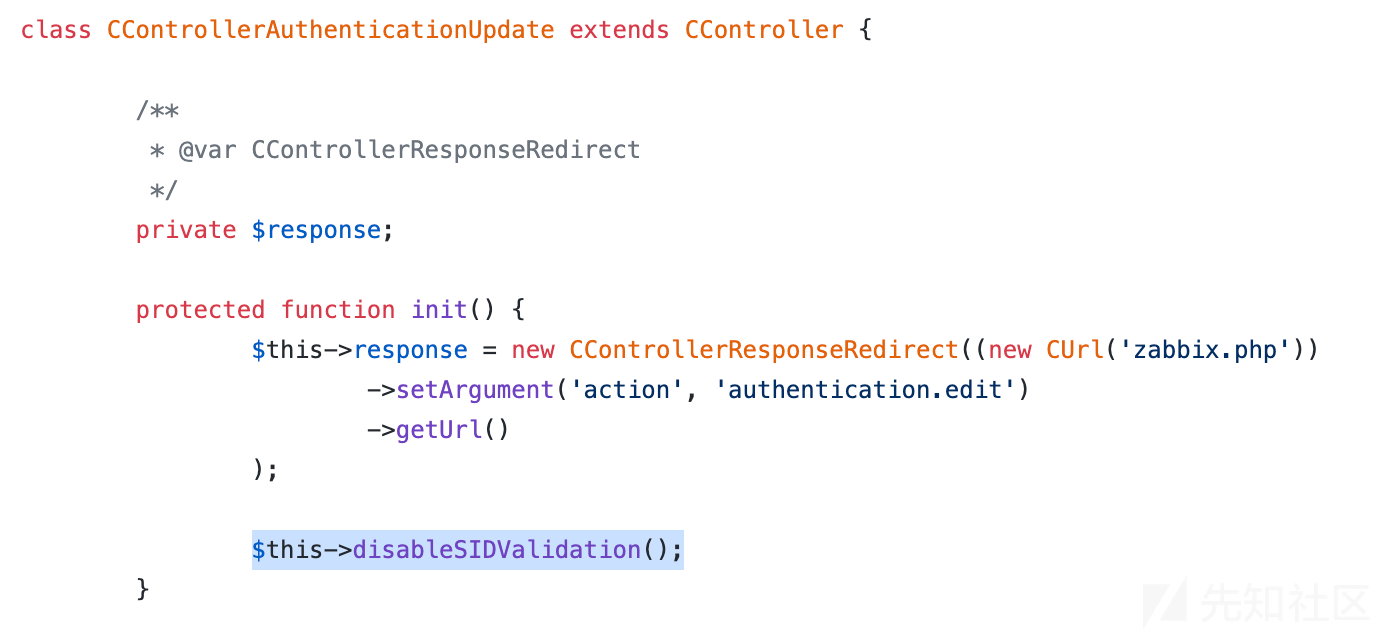 class CControllerAuthenticationUpdate extends CController {
/**
* @var CControllerResponseRedirect
*/
private $response;
protected function init() {
$this->response = new CControllerResponseRedirect((new CUrl('zabbix.php'))
->setArgument('action', 'authentication.edit')
->getUrl()
);
$this->disableSIDValidation();
}
先知社区